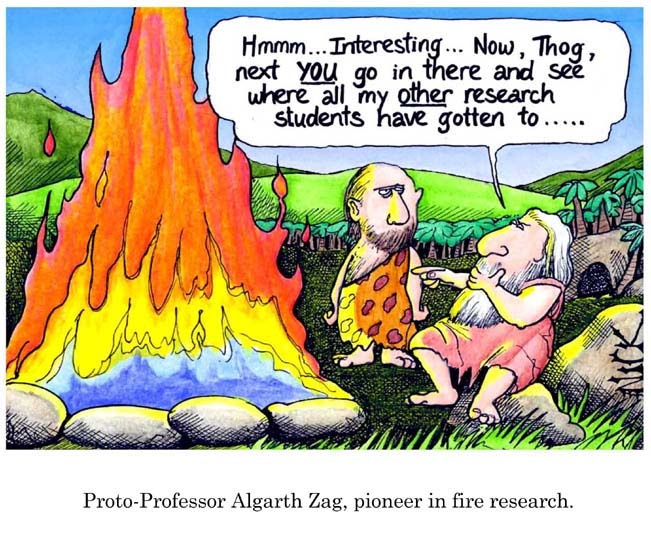 Hmmm...Interesting... Now, Thog,
next YOU go in there and see
where all my other research
students have gotten to.....
NICK
Proto-Professor Algarth Zag, pioneer in fire research.